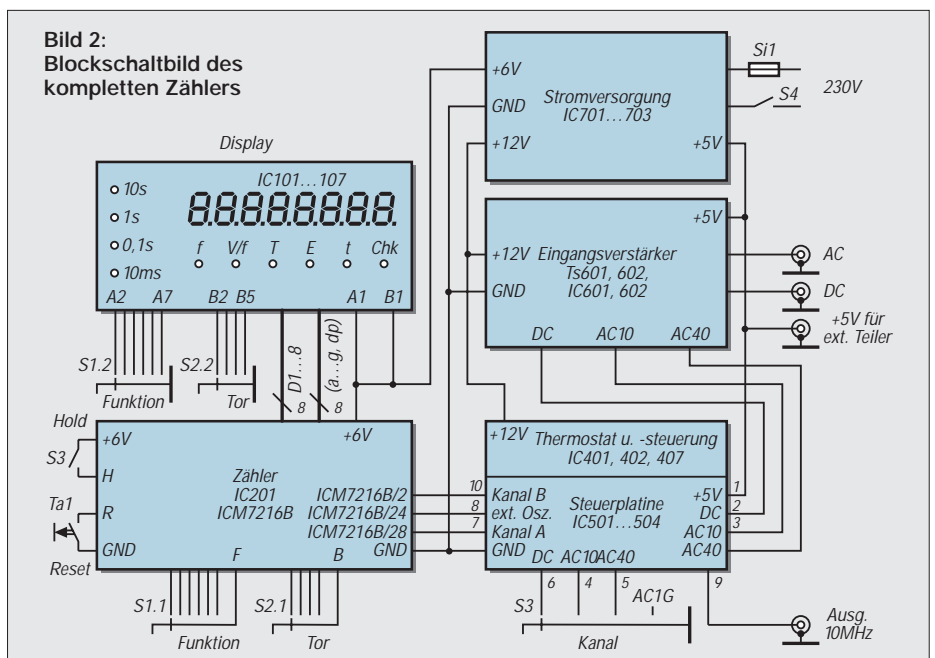 Bild 2:
Blockschaltbild des
kompletten Zählers
Display
IC101...107
10s
1s
0,1s
10ms
8.8.8.8.8.8.8.8.
f V/f T E t Chk
A2 A7 B2 B5 A1 B1
S1.2
Funktion
S2.2
Tor
D1...8
8
(a...g, dp)
8
+6V
GND
+12V
Stromversorgung
IC701...703
+5V
Si1
S4
230V
+5V
+12V
GND
Eingangsverstärker
Ts601, 602,
IC601, 602
DC AC10 AC40
AC
DC
+5V für
ext. Teiler
Hold
S3
Ta1
Reset
+6V
H
R
GND
+6V
Zähler
IC201
ICM7216B
ICM7216B/2
ICM7216B/24
ICM7216B/28
GND
F B
S1.1
Funktion
S2.1
Tor
10
8
7
+12V
Thermostat u. -steuerung
IC401, 402, 407
Kanal B
ext. Osz.
Kanal A
GND
Steuerplatine
IC501...504
+5V 1
DC 2
AC10 3
AC40
DC AC10 AC40
6 4 5 9
S3
AC1G
Kanal
Ausg.
10MHz